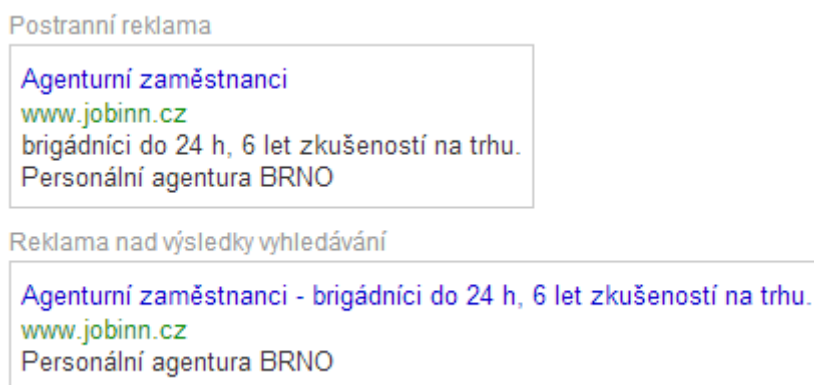 Postranní reklama
Agenturní zaměstnanci
www.jobinn.cz
brigádníci do 24 h, 6 let zkušeností na trhu.
Personální agentura BRNO
Reklama nad výsledky vyhledávání
Agenturní zaměstnanci - brigádníci do 24 h, 6 let zkušeností na trhu.
www.jobinn.cz
Personální agentura BRNO